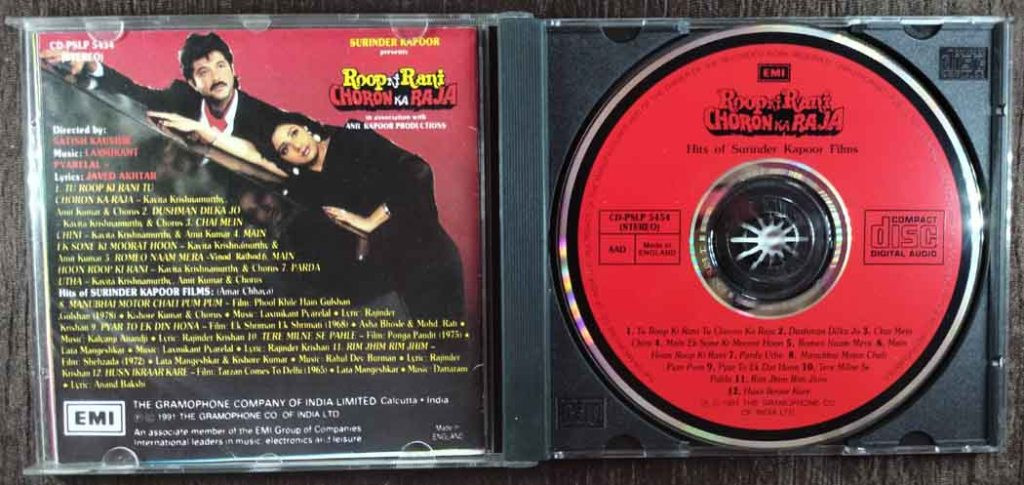 CD-PSLP 5434
(STEREO)
SURINDER KAPOOR
presents
Roop Ki Rani
CHORON KA RAJA
in association with
ANIL KAPOOR PRODUCTIONS
Directed by:
SATISH KAUSHIK
Music: LAXMIKANT
PYARELAL
Lyrics: JAVED AKHTAR
1. TU ROOP KI RANI TU
CHORON KA RAJA – Kavita Krishnamurthy,
Amit Kumar & Chorus 2. DUSHMAN DILKA JO
- Kavita Krishnamurthy, & Chorus 3. CHAI MEIN
CHINI - Kavita Krishnamurthy, & Amit Kumar 4. MAIN
EK SONE KI MOORAT HOON – Kavita Krishnamurthy, &
Amit Kumar 5. ROMEO NAAM MERA - Vinod Rathod 6. MAIN
HOON ROOP KI RANI – Kavita Krishnamurthy, & Chorus 7. PARDA
UTHA - Kavita Krishnamurthy, Amit Kumar & Chorus
Hits of SURINDER KAPOOR FILMS: (Amar Chhaya)
8. MANUBHAI MOTOR CHALI PUM PUM – Film: Phool Khile Hain Gulshan
Gulshan (1978) • Kishore Kumar & Chorus • Music: Laxmikant Pyarelal • Lyric: Rajinder
Krishan 9. PYAR TO EK DIN HONA – Film: Ek Shriman Ek Shrimati (1968) • Asha Bhosle & Mohd. Rafi •
Music: Kalyanji Anandji • Lyric: Rajinder Krishan 10. TERE MILNE SE PAHLE – Film: Ponga Pandit (1975) •
Lata Mangeshkar • Music: Laxmikant Pyarelal • Lyric: Rajinder Krishan 11. RIM JHIM RIM JHIM –
Film: Shehzada (1972) • Lata Mangeshkar & Kishore Kumar • Music: Rahul Dev Burman • Lyric: Rajinder
Krishan 12. HUSN IKRAAR KARE – Film: Tarzan Comes To Delhi (1965) • Lata Mangeshkar • Music: Dattaram
• Lyric: Anand Bakshi
EMI
THE GRAMOPHONE COMPANY OF INDIA LIMITED Calcutta • India
℗ © 1991 THE GRAMOPHONE CO. OF INDIA LTD
An associate member of the EMI Group of Companies
International leaders in music, electronics and leisure
Made in
ENGLAND
EMI
Roop Ki Rani
CHORON KA RAJA
Hits of Surinder Kapoor Films
CD-PSLP 5454
(STEREO)
AAD
Made in
ENGLAND
COMPACT
disc
DIGITAL AUDIO
1. Tu Roop Ki Rani Tu Choron Ka Raja 2. Dushman Dilka Jo 3. Chai Mein
Chini 4. Main Ek Sone Ki Moorat Hoon 5. Romeo Naam Mera 6. Main
Hoon Roop Ki Rani 7. Parda Utha 8. Manubhai Motor Chali
Pum Pum 9. Pyar To Ek Din Hona 10. Tere Milne Se
Pahle 11. Rim Jhim Rim Jhim
12. Husn Ikraar Kare
℗ © 1991 THE GRAMOPHONE CO.
OF INDIA LTD.